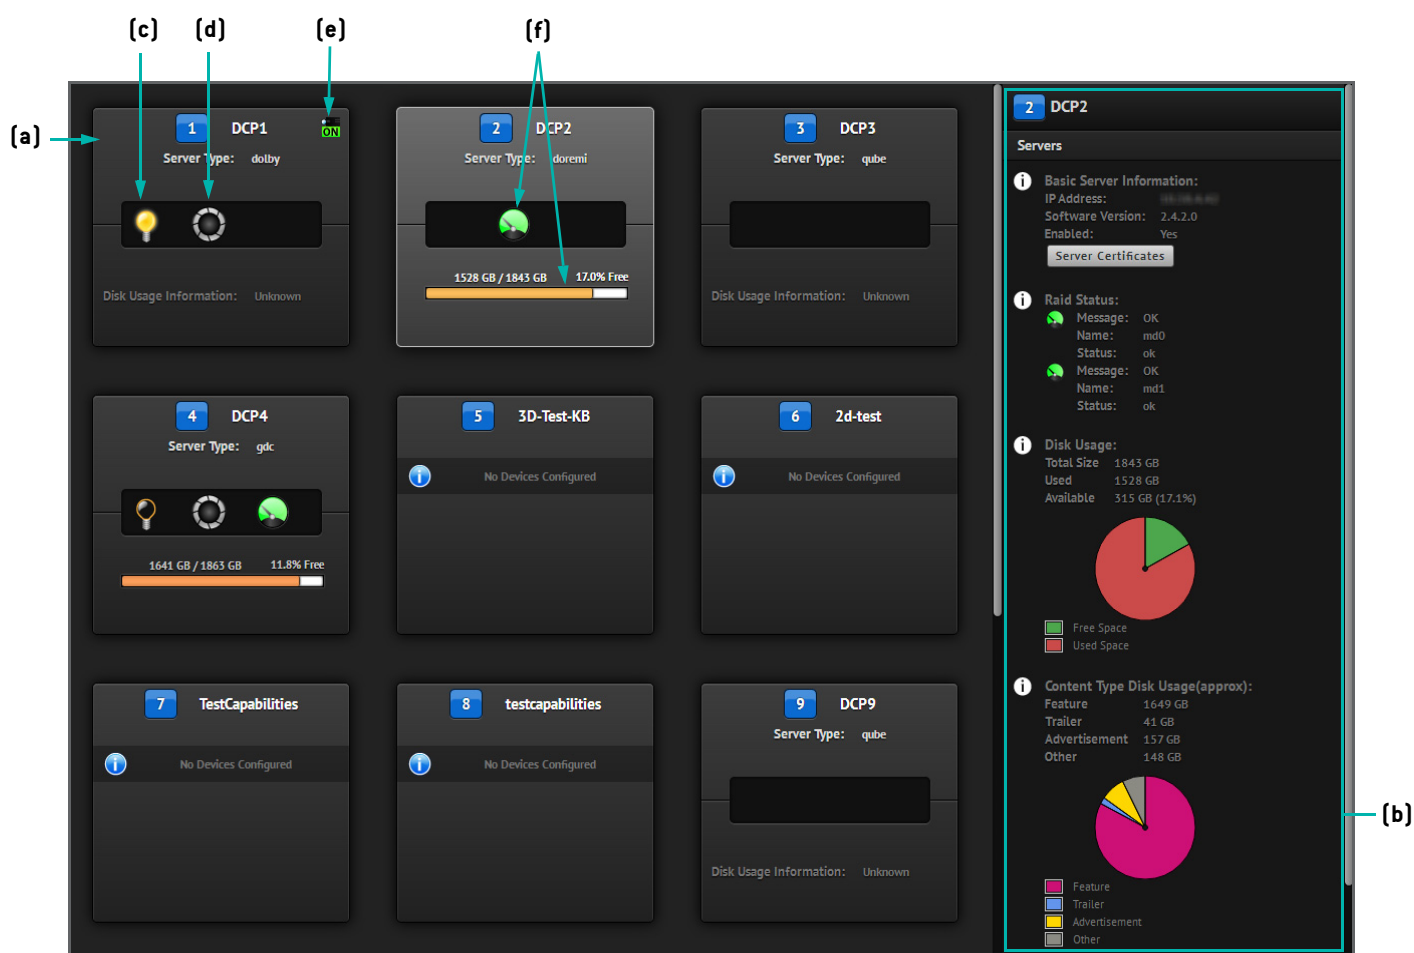 (c) (d) (e) (f)
(a)
1 DCP1
ON
Server Type: dolby
Disk Usage Information: Unknown
2 DCP2
Server Type: doremi
1528 GB / 1843 GB 17.0% Free
3 DCP3
Server Type: qube
Disk Usage Information: Unknown
4 DCP4
Server Type: gdc
1641 GB / 1863 GB 11.8% Free
5 3D-Test-KB
No Devices Configured
6 2d-test
No Devices Configured
7 TestCapabilities
No Devices Configured
8 testcapabilities
No Devices Configured
9 DCP9
Server Type: qube
Disk Usage Information: Unknown
2 DCP2
Servers
Basic Server Information:
IP Address:
Software Version: 2.4.2.0
Enabled: Yes
Server Certificates
Raid Status:
Message: OK
Name: md0
Status: ok
Message: OK
Name: md1
Status: ok
Disk Usage:
Total Size 1843 GB
Used 1528 GB
Available 315 GB (17.1%)
Free Space
Used Space
Content Type Disk Usage(approx):
Feature 1649 GB
Trailer 41 GB
Advertisement 157 GB
Other 148 GB
(b)
Feature
Trailer
Advertisement
Other